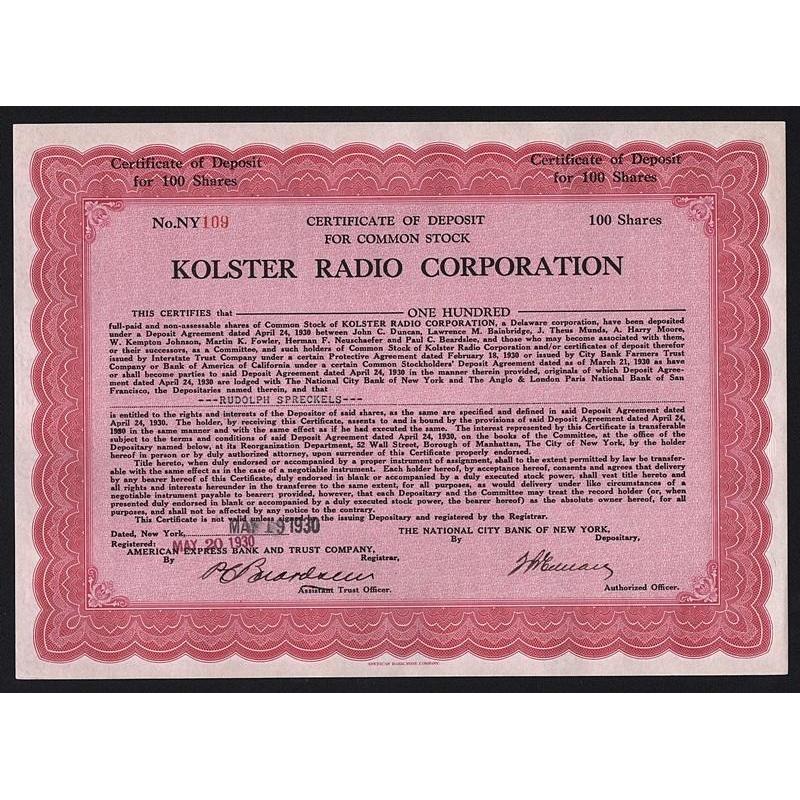 Certificate of Deposit
for 100 Shares
Certificate of Deposit
for 100 Shares
No.NY109
CERTIFICATE OF DEPOSIT
FOR COMMON STOCK
100 Shares
KOLSTER RADIO CORPORATION
THIS CERTIFIES that ONE HUNDRED
full-paid and non-assessable shares of Common Stock of KOLSTER RADIO CORPORATION, a Delaware corporation, have been deposited
under a Deposit Agreement dated April 24, 1930 between John C. Duncan, Lawrence M. Bainbridge, J. Theus Munds, A. Harry Moore,
W. Kempton Johnson, Martin K. Fowler, Herman F. Neuschaefer and Paul C. Beardslee, and those who may become associated with them,
or their successors, as a Committee, and such holders of Common Stock of Kolster Radio Corporation and/or certificates of deposit therefor
issued by Interstate Trust Company under a certain Protective Agreement dated February 18, 1930 or issued by City Bank Farmers Trust
Company or Bank of America of California under a certain Common Stockholders' Deposit Agreement dated as of March 21, 1930 as have
or shall become parties to said Deposit Agreement dated April 24, 1930 in the manner therein provided, originals of which Deposit Agree-
ment dated April 24, 1930 are lodged with The National City Bank of New York and The Anglo & London Paris National Bank of San
Francisco, the Depositaries named therein, and that
---RUDOLPH SPRECKELS---
is entitled to the rights and interests of the Depositor of said shares, as the same are specified and defined in said Deposit Agreement dated
April 24, 1930. The holder, by receiving this Certificate, assents to and is bound by the provisions of said Deposit Agreement dated April 24,
1930 in the same manner and with the same effect as if he had executed the same. The interest represented by this Certificate is transferable
subject to the terms and conditions of said Deposit Agreement dated April 24, 1930, on the books of the Committee, at the office of the
Depositary named below, at its Reorganization Department, 52 Wall Street, Borough of Manhattan, The City of New York, by the holder
hereof in person or by duly authorized attorney, upon surrender of this Certificate properly endorsed.
Title hereto, when duly endorsed or accompanied by a proper instrument of assignment, shall to the extent permitted by law be transfer-
able with the same effect as in the case of a negotiable instrument. Each holder hereof, by acceptance hereof, consents and agrees that delivery
by any bearer hereof of this Certificate, duly endorsed in blank or accompanied by a duly executed stock power, shall vest title hereto and
all rights and interests hereunder in the transferee to the same extent, for all purposes, as would delivery under like circumstances of a
negotiable instrument payable to bearer; provided, however, that each Depositary and the Committee may treat the record holder (or, when
presented duly endorsed in blank or accompanied by a duly executed stock power, the bearer hereof) as the absolute owner hereof, for all
purposes, and shall not be affected by any notice to the contrary.
This Certificate is not valid unless signed by the issuing Depositary and registered by the Registrar.
Dated, New York, MAY 19 1930
THE NATIONAL CITY BANK OF NEW YORK,
Registered: MAY 20 1930
By Depositary,
AMERICAN EXPRESS BANK AND TRUST COMPANY,
By Registrar,
Assistant Trust Officer.
Authorized Officer.
AMERICAN BANK NOTE COMPANY.